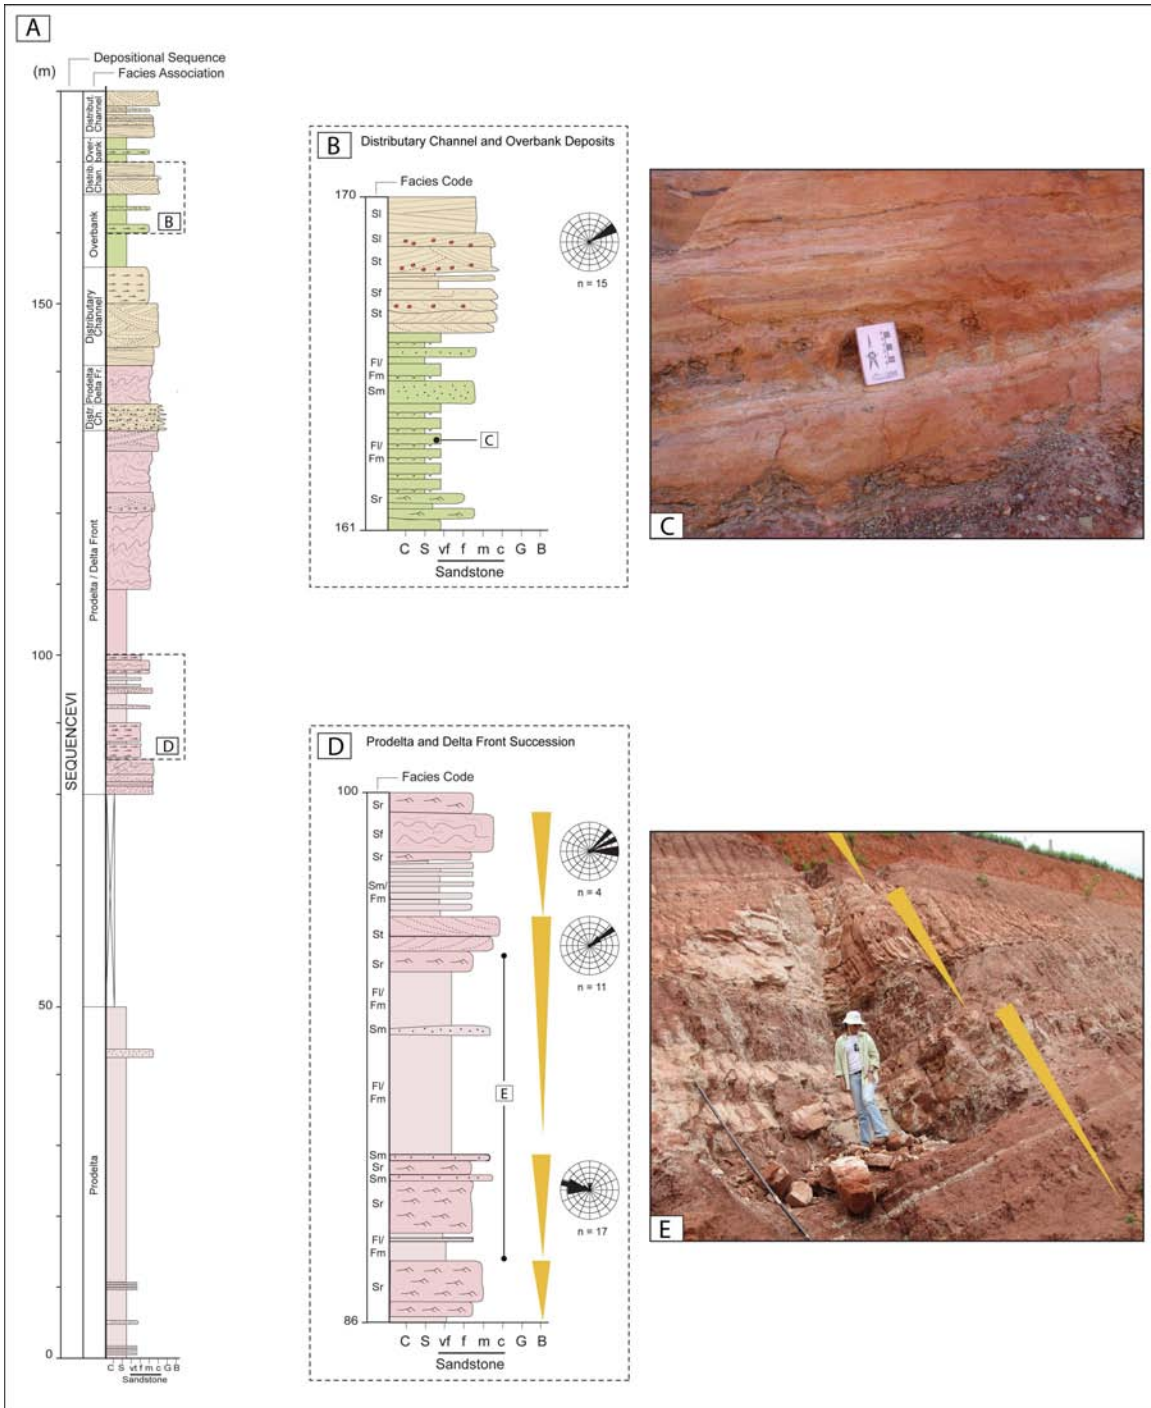 A
Depositional Sequence
Facies Association
(m)
Distribut. Channel
Over-bank
Distrib. Chan.
Overbank
Distributary Channel
Prodelta Delta Fr.
Distr. Ch.
Prodelta / Delta Front
Prodelta
SEQUENCEVI
150
100
50
0
B
D
C S vf f m c G B
Sandstone
B Distributary Channel and Overbank Deposits
Facies Code
170
Sl
Sl
St
Sf
St
Fl/
Fm
Sm
Fl/
Fm
Sr
161
C
n = 15
C S vf f m c G B
Sandstone
C
D Prodelta and Delta Front Succession
Facies Code
100
Sr
Sf
Sr
Sm/
Fm
St
Sr
Fl/
Fm
Sm
Fl/
Fm
Sm
Sr
Sm
Sr
Fl/
Fm
Sr
86
E
n = 4
n = 11
n = 17
C S vf f m c G B
Sandstone
E